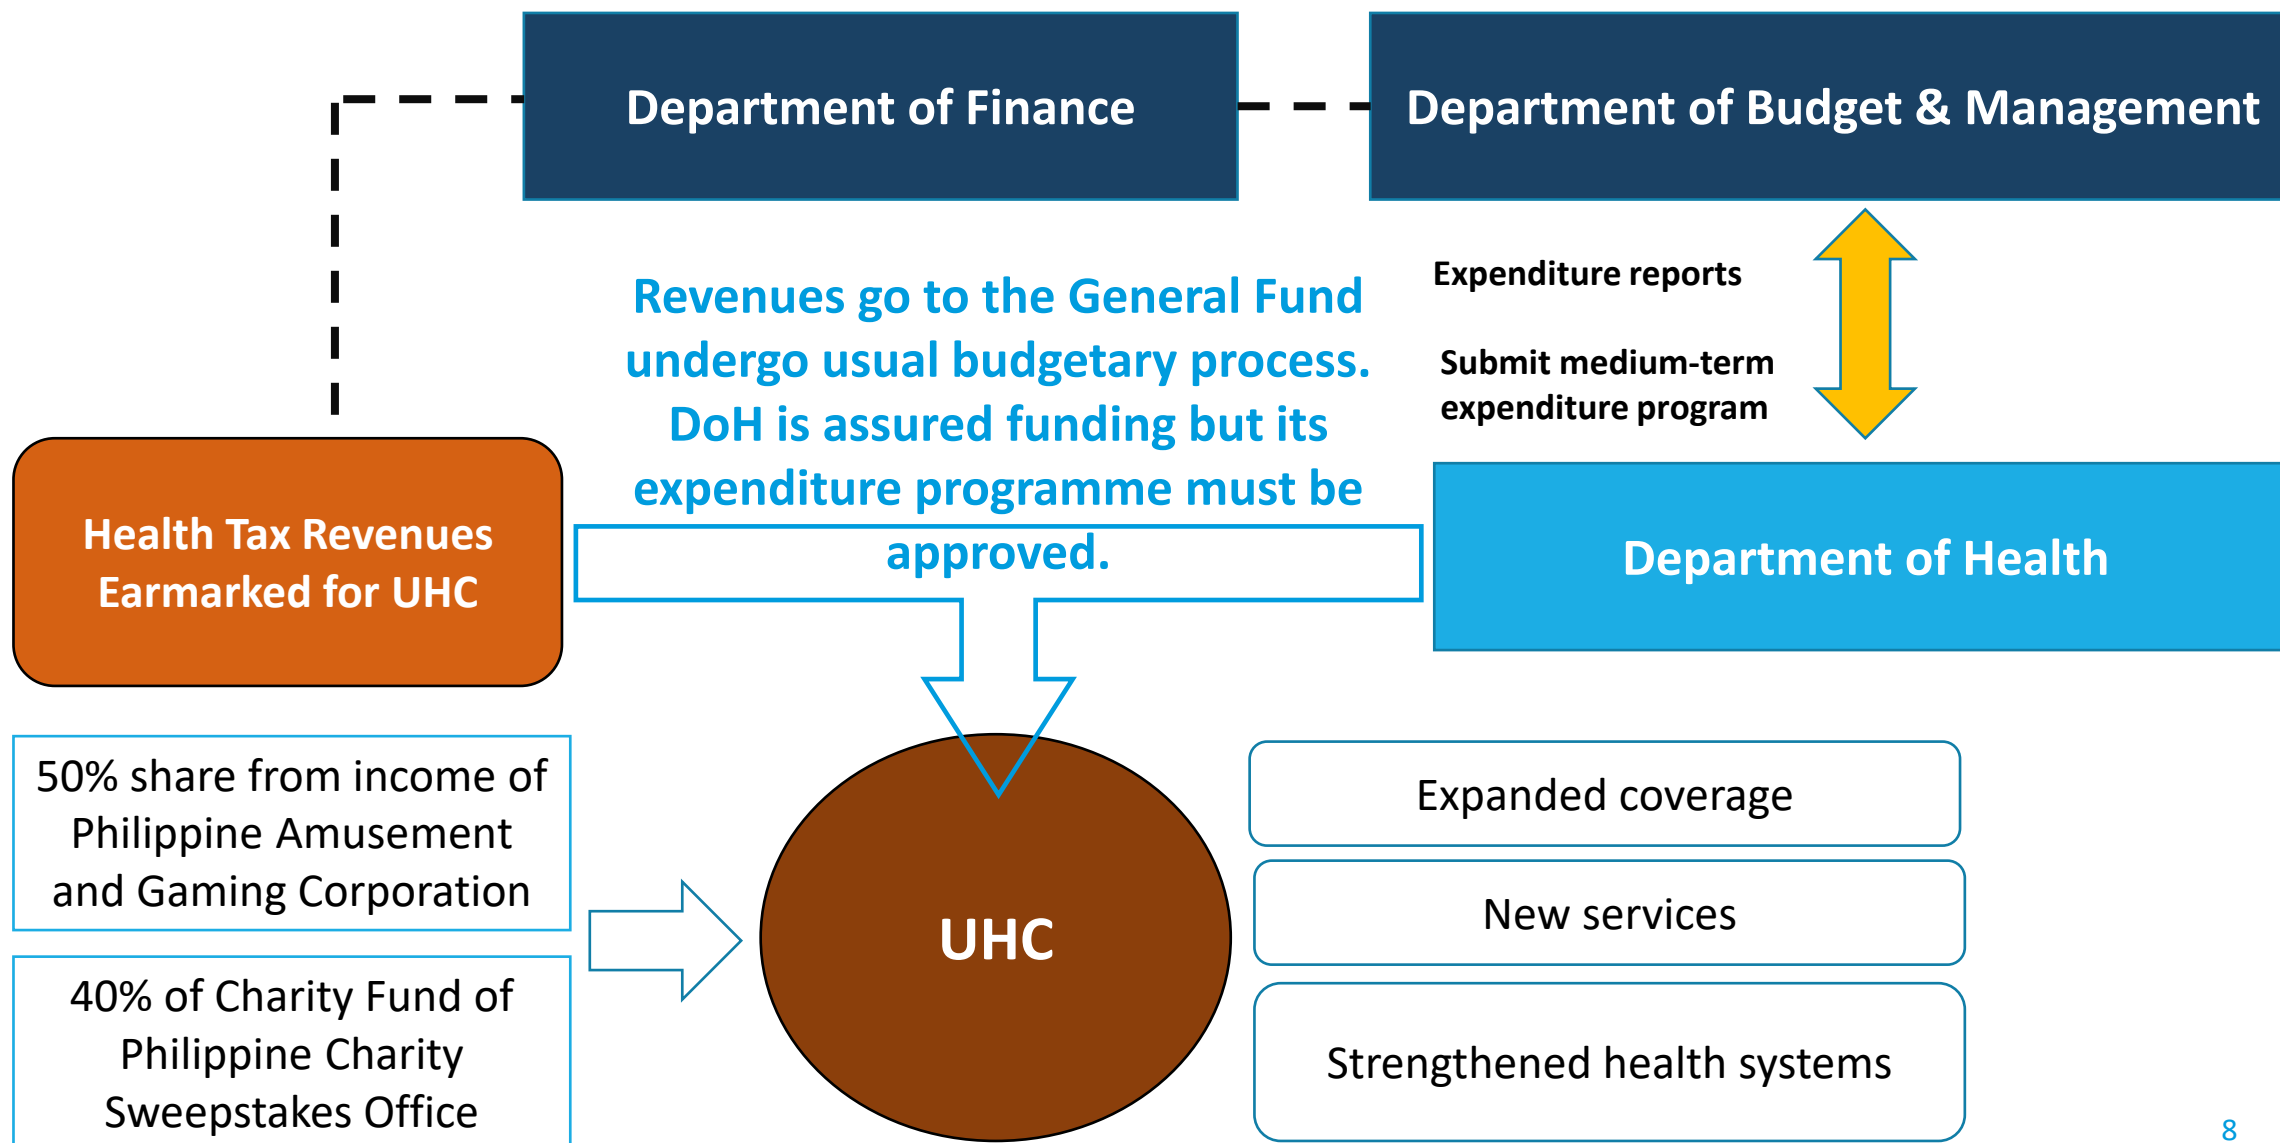 Department of Finance
Department of Budget & Management
Revenues go to the General Fund
undergo usual budgetary process.
DoH is assured funding but its
expenditure programme must be
approved.
Expenditure reports
Submit medium-term
expenditure program
Health Tax Revenues
Earmarked for UHC
Department of Health
50% share from income of
Philippine Amusement
and Gaming Corporation
40% of Charity Fund of
Philippine Charity
Sweepstakes Office
UHC
Expanded coverage
New services
Strengthened health systems
8